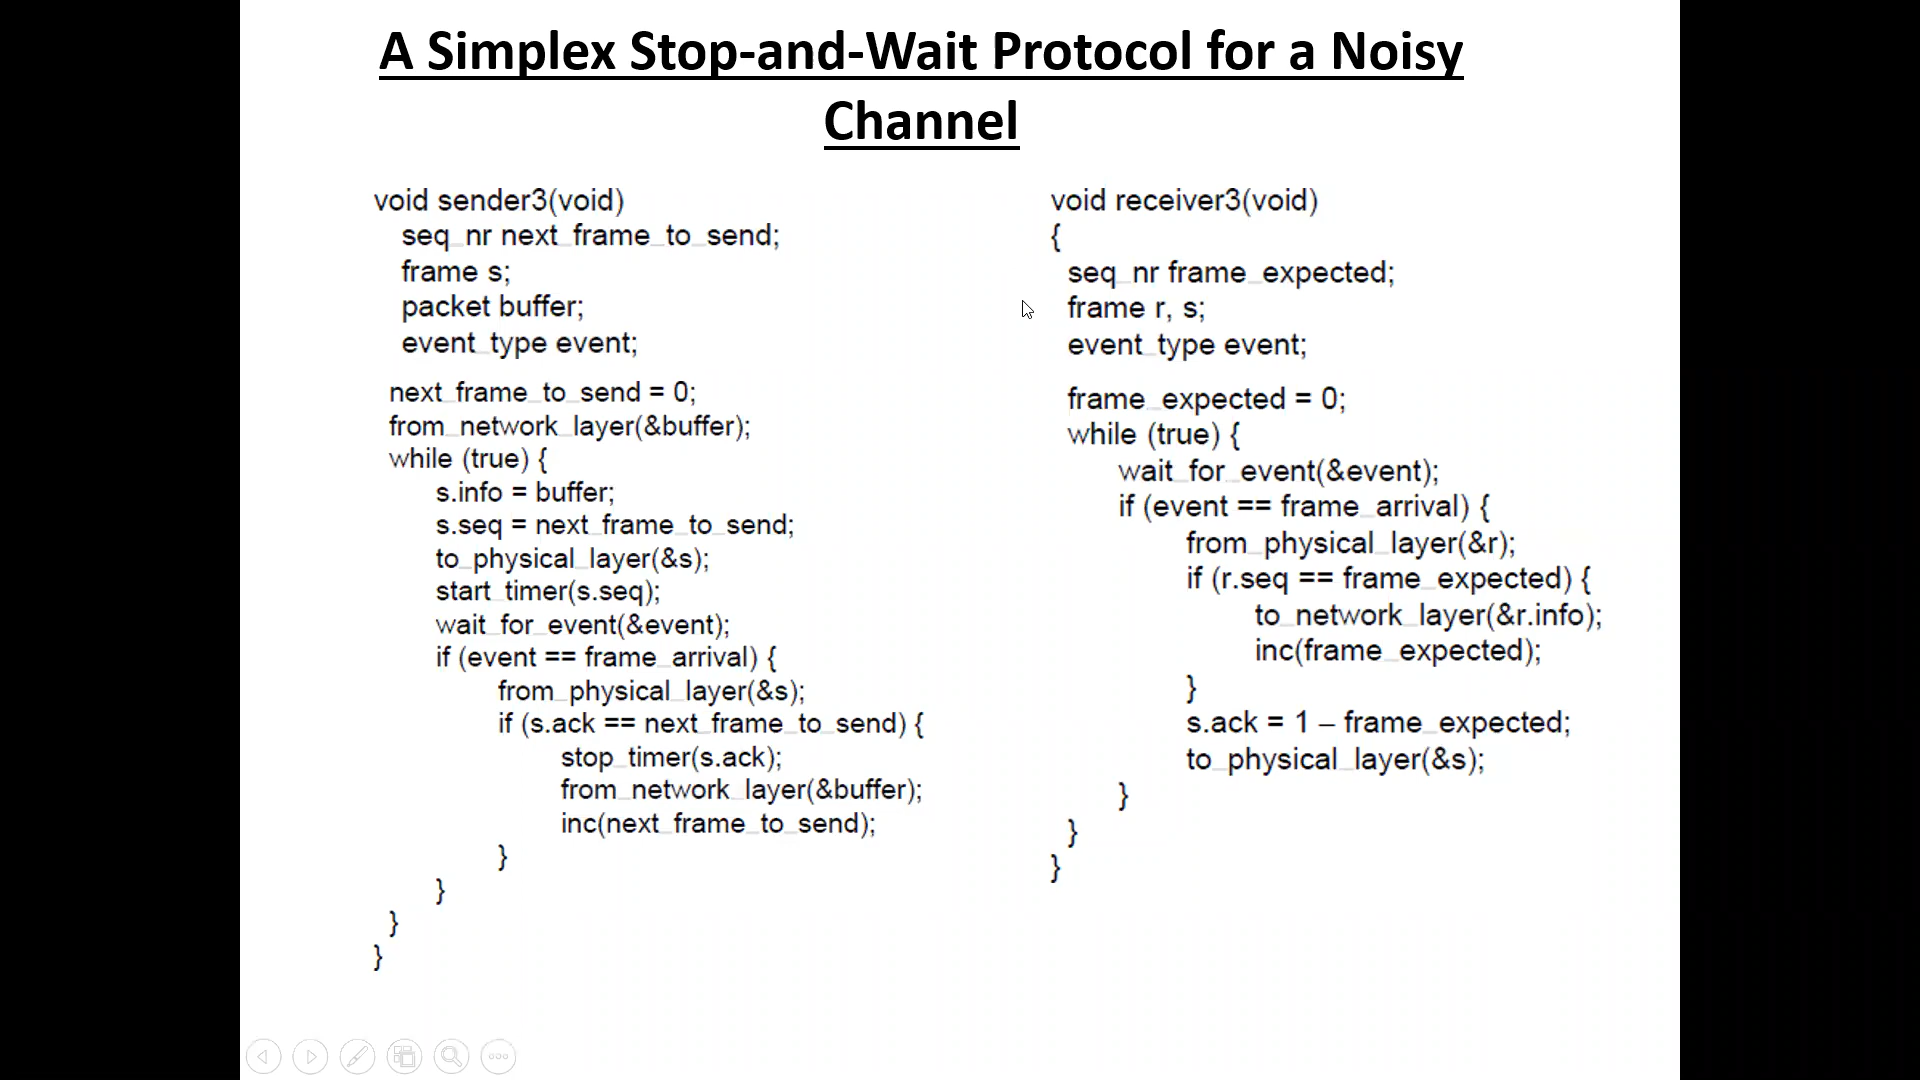 A Simplex Stop-and-Wait Protocol for a Noisy
Channel
void sender3(void)
seq_nr next_frame_to_send;
frame s;
packet buffer;
event_type event;
next_frame_to_send = 0;
from_network_layer(&buffer);
while (true) {
s.info = buffer;
s.seq = next_frame_to_send;
to_physical_layer(&s);
start_timer(s.seq);
wait_for_event(&event);
if (event == frame_arrival) {
from_physical_layer(&s);
if (s.ack == next_frame_to_send) {
stop_timer(s.ack);
from_network_layer(&buffer);
inc(next_frame_to_send);
}
}
}
}
void receiver3(void)
{
seq_nr frame_expected;
frame r, s;
event_type event;
frame_expected = 0;
while (true) {
wait_for_event(&event);
if (event == frame_arrival) {
from_physical_layer(&r);
if (r.seq == frame_expected) {
to_network_layer(&r.info);
inc(frame_expected);
}
s.ack = 1 – frame_expected;
to_physical_layer(&s);
}
}
}